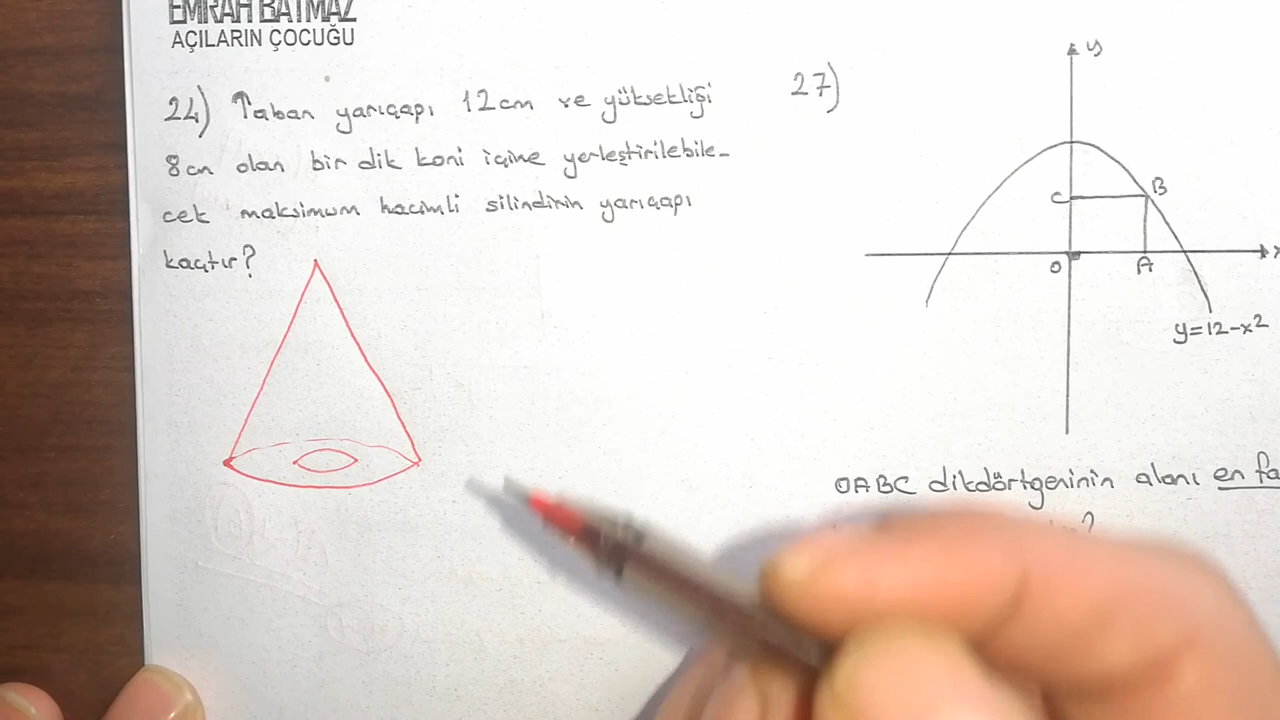 EMRAH BATMAZ
AÇILARIN ÇOCUĞU
24) Taban yarıçapı 12cm ve yüksekliği
8cm olan bir dik koni içine yerleştirilebile-
cek maksimum hacimli silindirin yarıçapı
kaçtır?
27)
y
C
B
O
A
x
y=12-x²
OABC dikdörtgeninin alanı en fa